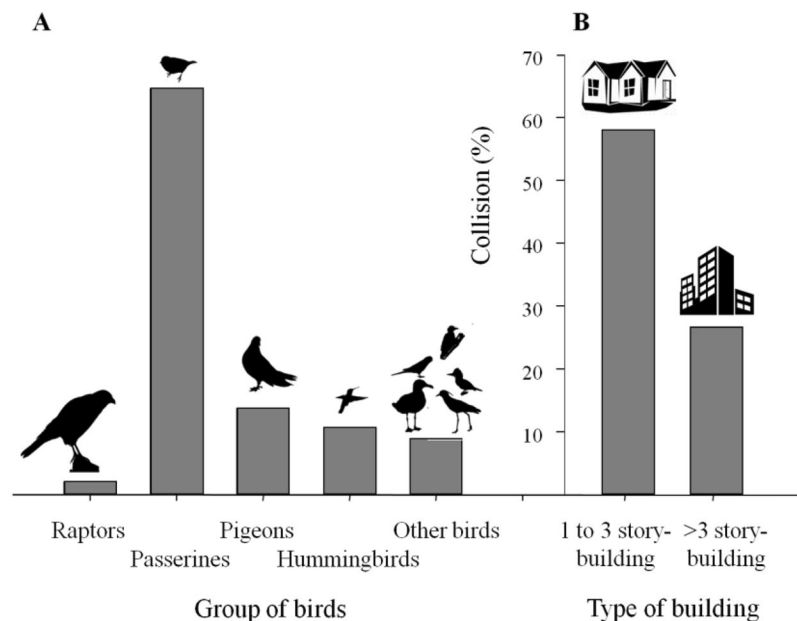 A
B
70
60
50
40
30
20
10
Collision (%)
Raptors
Passerines
Pigeons
Hummingbirds
Other birds
Group of birds
1 to 3 story-
building
>3 story-
building
Type of building